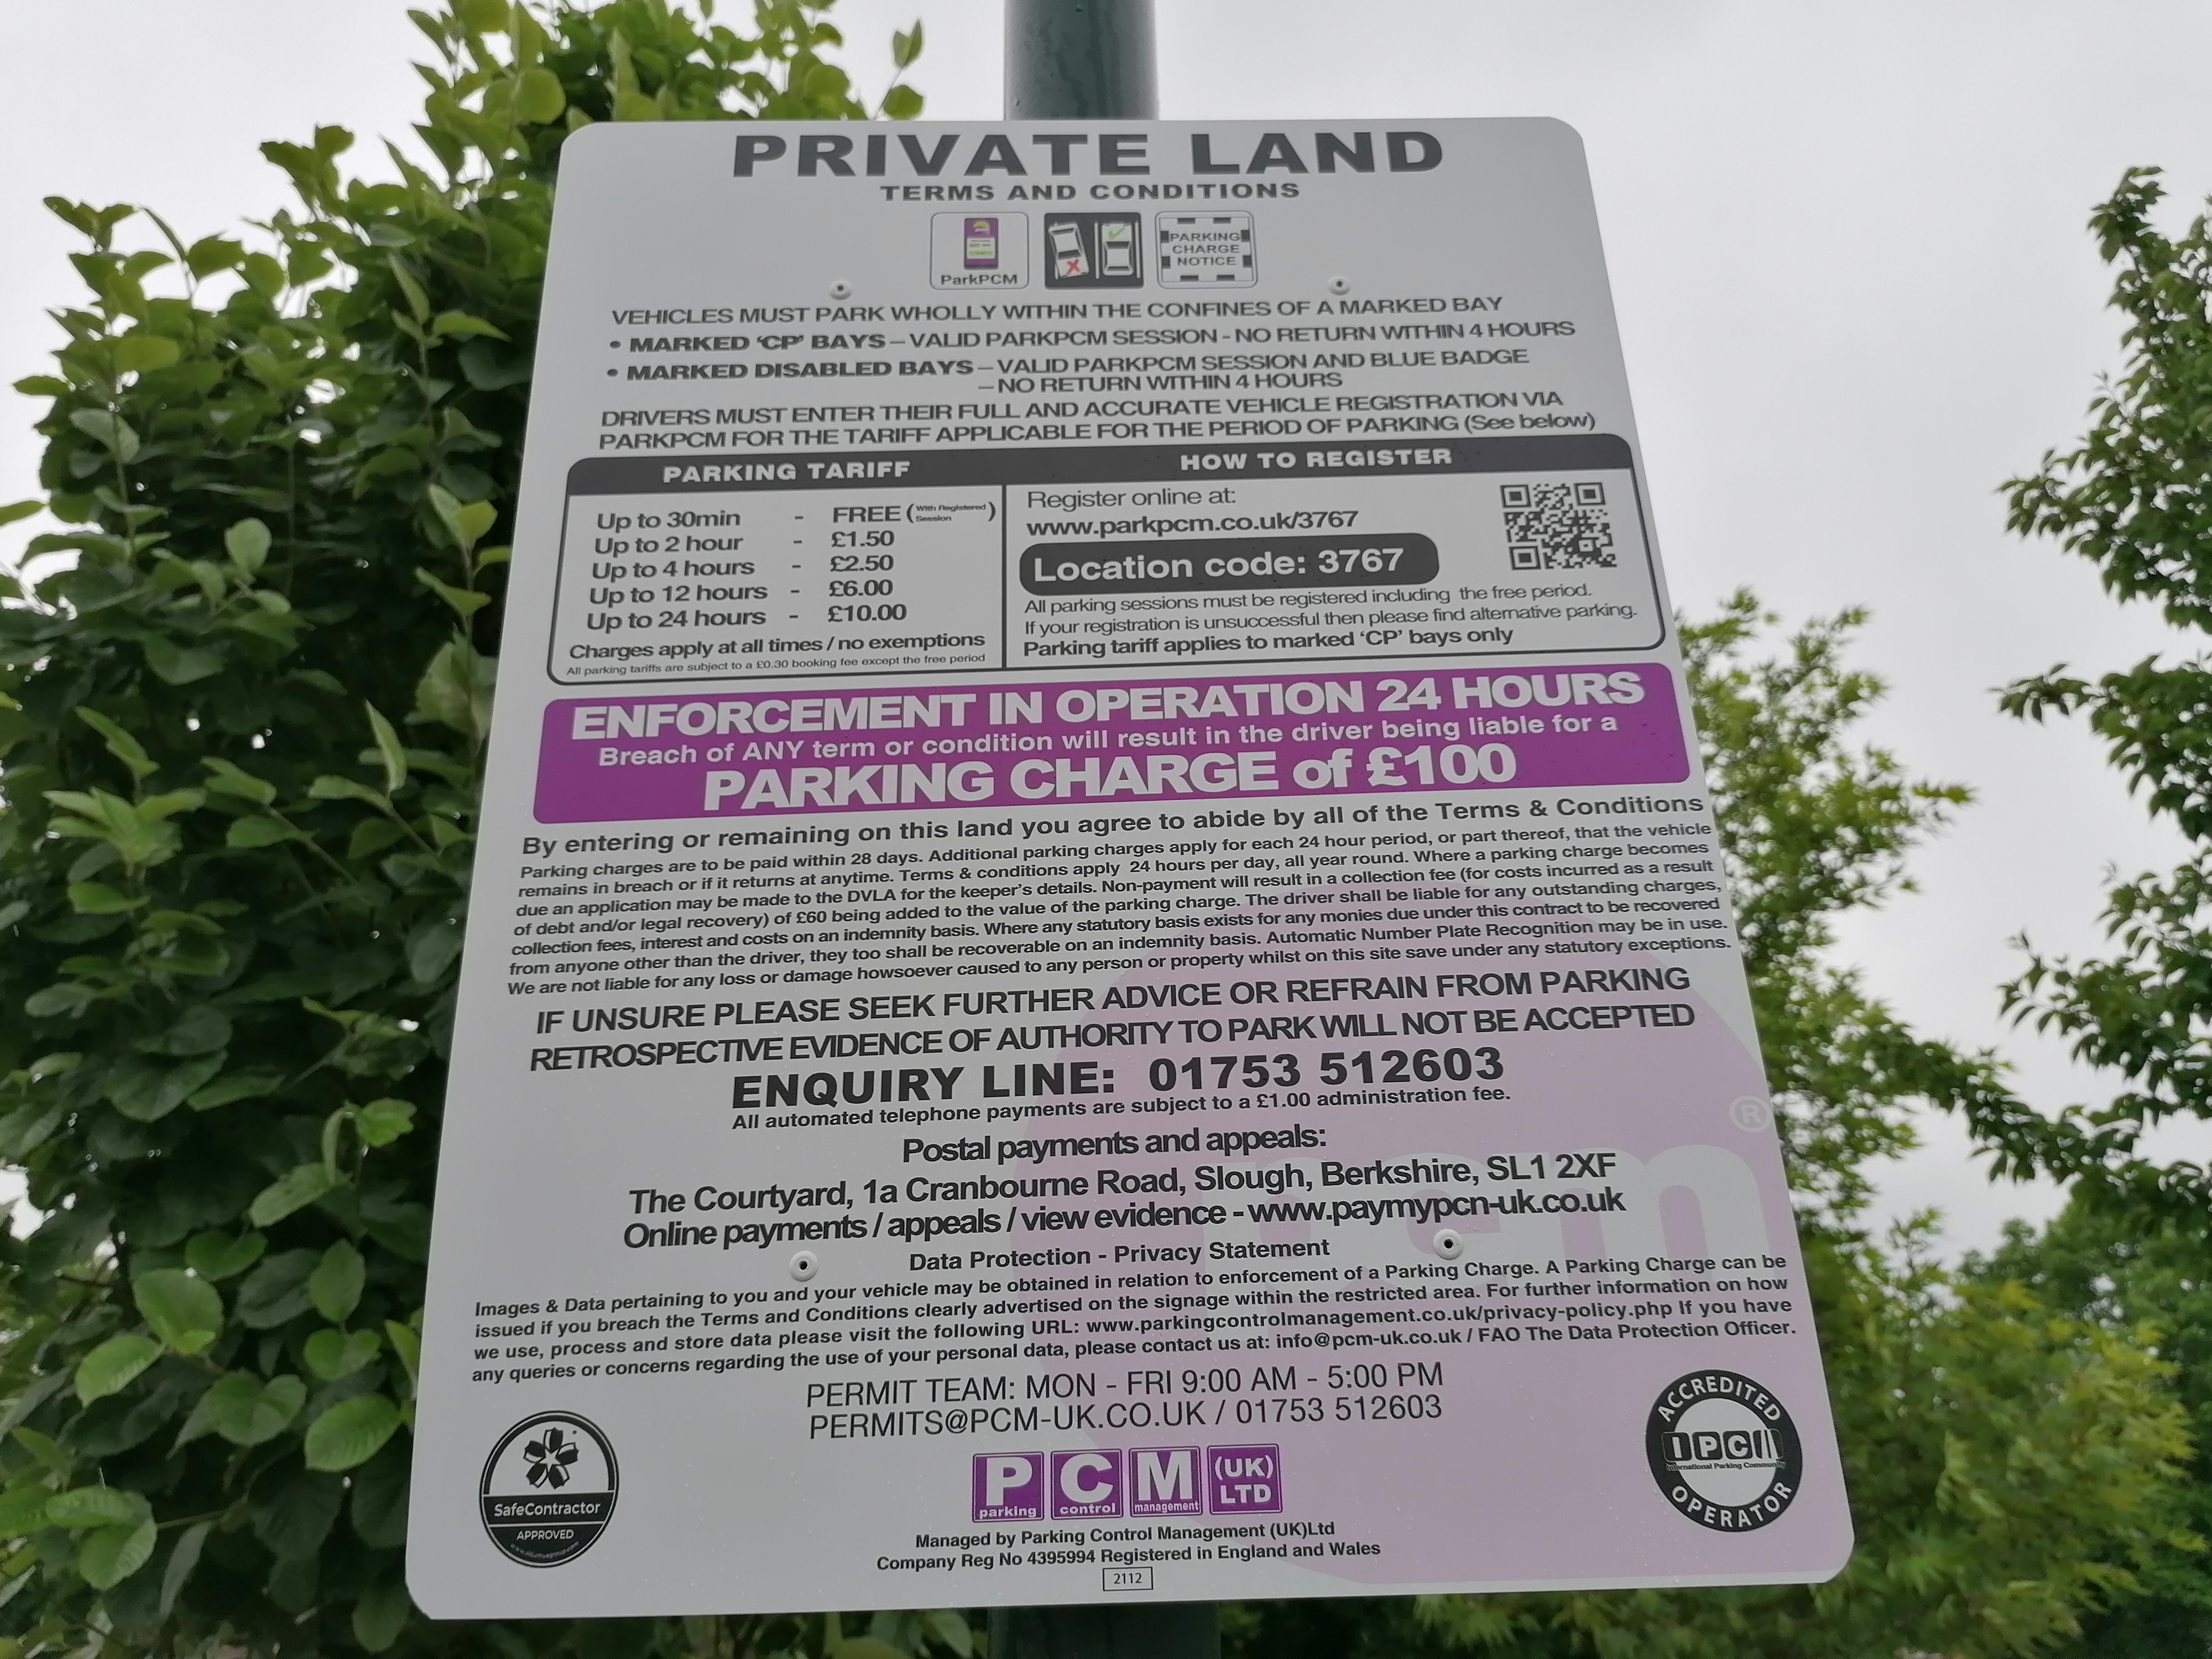 PRIVATE LAND
TERMS AND CONDITIONS
ParkPCM
PARKING
CHARGE
NOTICE
VEHICLES MUST PARK WHOLLY WITHIN THE CONFINES OF A MARKED BAY
• MARKED 'CP' BAYS – VALID PARKPCM SESSION - NO RETURN WITHIN 4 HOURS
• MARKED DISABLED BAYS – VALID PARKPCM SESSION AND BLUE BADGE
– NO RETURN WITHIN 4 HOURS
DRIVERS MUST ENTER THEIR FULL AND ACCURATE VEHICLE REGISTRATION VIA
PARKPCM FOR THE TARIFF APPLICABLE FOR THE PERIOD OF PARKING (See below)
PARKING TARIFF
Up to 30min - FREE (With Registered Session)
Up to 2 hour - £1.50
Up to 4 hours - £2.50
Up to 12 hours - £6.00
Up to 24 hours - £10.00
Charges apply at all times / no exemptions
All parking tariffs are subject to a £0.30 booking fee except the free period
HOW TO REGISTER
Register online at:
www.parkpcm.co.uk/3767
Location code: 3767
All parking sessions must be registered including the free period.
If your registration is unsuccessful then please find alternative parking.
Parking tariff applies to marked 'CP' bays only
ENFORCEMENT IN OPERATION 24 HOURS
Breach of ANY term or condition will result in the driver being liable for a
PARKING CHARGE of £100
By entering or remaining on this land you agree to abide by all of the Terms & Conditions
Parking charges are to be paid within 28 days. Additional parking charges apply for each 24 hour period, or part thereof, that the vehicle
remains in breach or if it returns at anytime. Terms & conditions apply 24 hours per day, all year round. Where a parking charge becomes
due an application may be made to the DVLA for the keeper's details. Non-payment will result in a collection fee (for costs incurred as a result
of debt and/or legal recovery) of £60 being added to the value of the parking charge. The driver shall be liable for any outstanding charges,
collection fees, interest and costs on an indemnity basis. Where any statutory basis exists for any monies due under this contract to be recovered
from anyone other than the driver, they too shall be recoverable on an indemnity basis. Automatic Number Plate Recognition may be in use.
We are not liable for any loss or damage howsoever caused to any person or property whilst on this site save under any statutory exceptions.
IF UNSURE PLEASE SEEK FURTHER ADVICE OR REFRAIN FROM PARKING
RETROSPECTIVE EVIDENCE OF AUTHORITY TO PARK WILL NOT BE ACCEPTED
ENQUIRY LINE: 01753 512603
All automated telephone payments are subject to a £1.00 administration fee.
Postal payments and appeals:
The Courtyard, 1a Cranbourne Road, Slough, Berkshire, SL1 2XF
Online payments / appeals / view evidence - www.paymypcn-uk.co.uk
pcm ®
Data Protection - Privacy Statement
Images & Data pertaining to you and your vehicle may be obtained in relation to enforcement of a Parking Charge. A Parking Charge can be
issued if you breach the Terms and Conditions clearly advertised on the signage within the restricted area. For further information on how
we use, process and store data please visit the following URL: www.parkingcontrolmanagement.co.uk/privacy-policy.php If you have
any queries or concerns regarding the use of your personal data, please contact us at: info@pcm-uk.co.uk / FAO The Data Protection Officer.
PERMIT TEAM: MON - FRI 9:00 AM - 5:00 PM
PERMITS@PCM-UK.CO.UK / 01753 512603
SafeContractor
APPROVED
P parking C control M management (UK) LTD
ACCREDITED
IPC
International Parking Community
OPERATOR
Managed by Parking Control Management (UK)Ltd
Company Reg No 4395994 Registered in England and Wales
2112